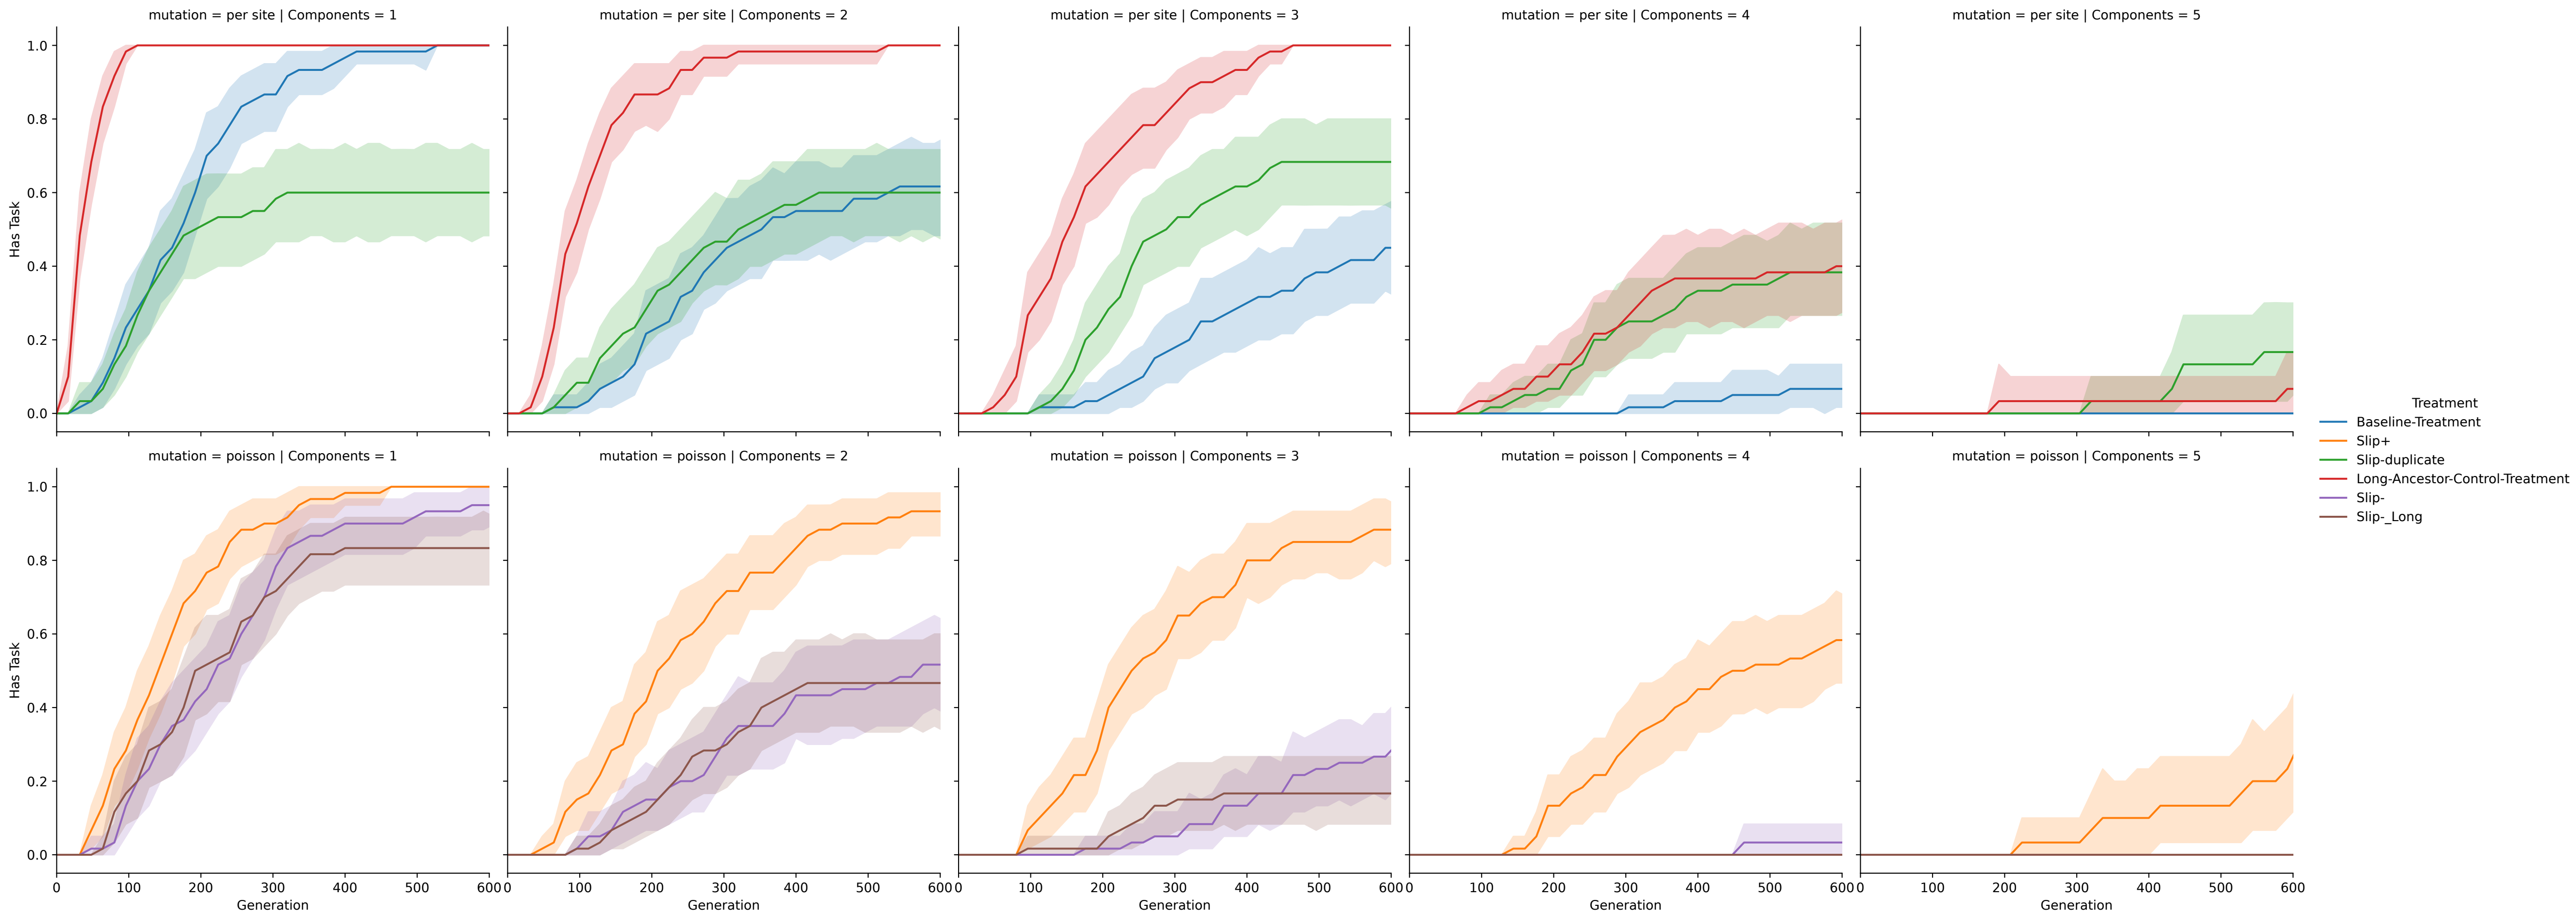 mutation = per site | Components = 1
mutation = per site | Components = 2
mutation = per site | Components = 3
mutation = per site | Components = 4
mutation = per site | Components = 5
1.0
0.8
0.6
0.4
0.2
0.0
Has Task
Treatment
Baseline-Treatment
Slip+
Slip-duplicate
Long-Ancestor-Control-Treatment
Slip-
Slip-_Long
mutation = poisson | Components = 1
mutation = poisson | Components = 2
mutation = poisson | Components = 3
mutation = poisson | Components = 4
mutation = poisson | Components = 5
1.0
0.8
0.6
0.4
0.2
0.0
Has Task
0 100 200 300 400 500 600
0 100 200 300 400 500 600
0 100 200 300 400 500 600
0 100 200 300 400 500 600
0 100 200 300 400 500 600
Generation
Generation
Generation
Generation
Generation